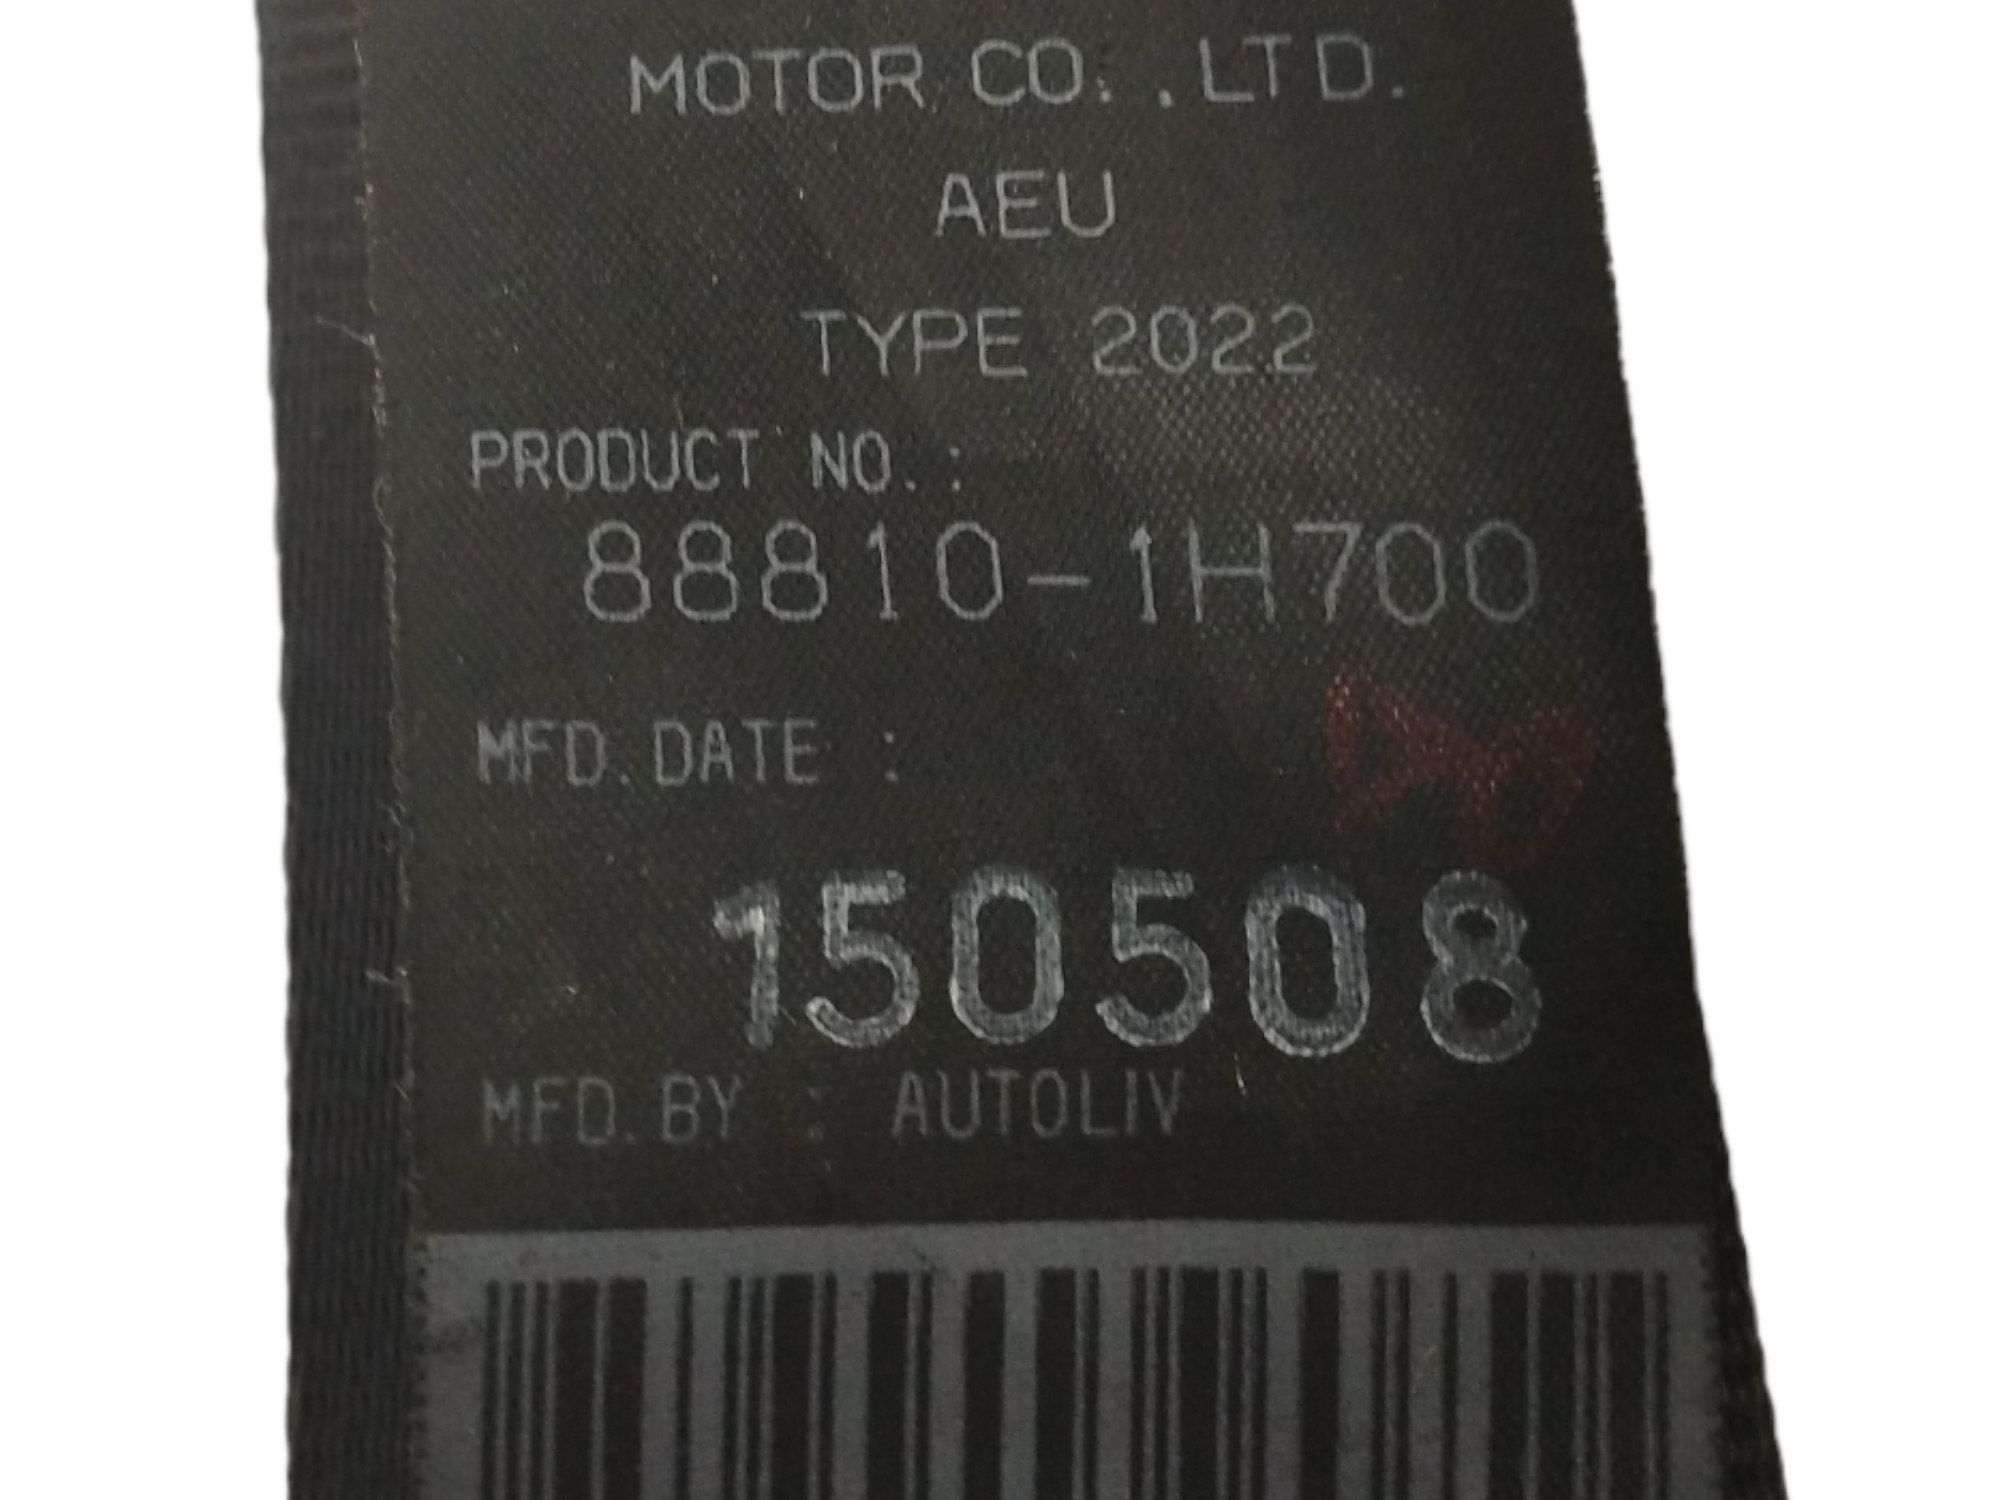 MOTOR CO. .LTD.
AEU
TYPE 2022
PRODUCT NO. :
88810-1H700
MFD. DATE :
150508
MFD. BY : AUTOLIV